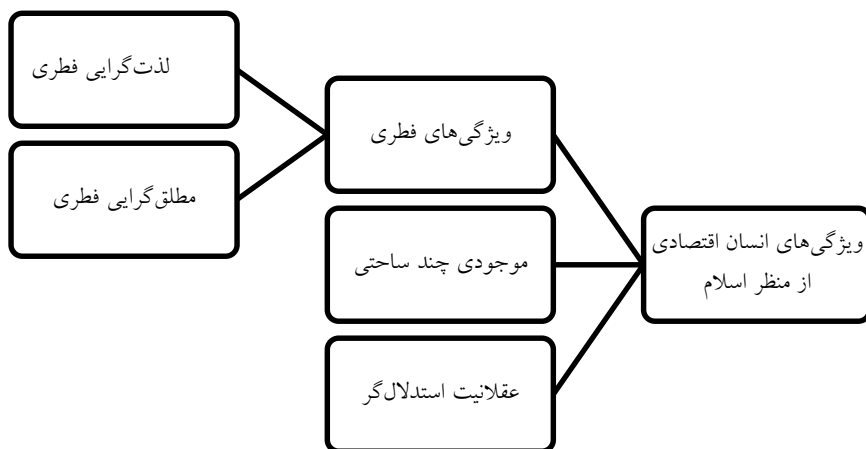 ویژگی‌های انسان اقتصادی
از منظر اسلام
ویژگی‌های فطری
لذت‌گرایی فطری
مطلق‌گرایی فطری
موجودی چند ساحتی
عقلانیت استدلال‌گر